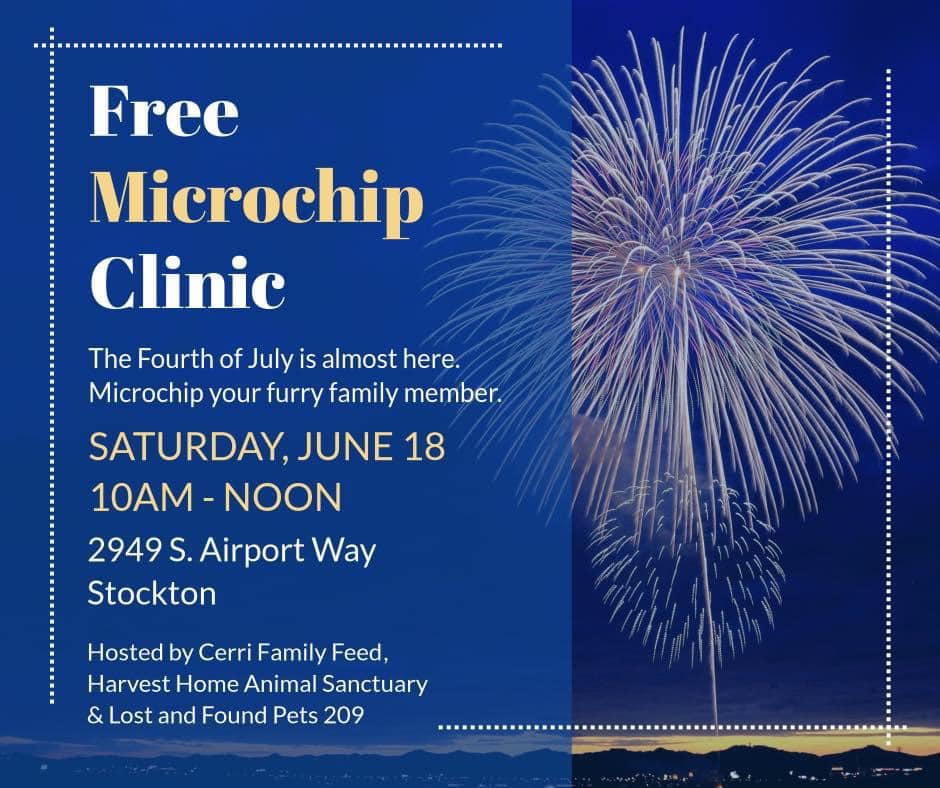 Free
Microchip
Clinic
The Fourth of July is almost here.
Microchip your furry family member.
SATURDAY, JUNE 18
10AM - NOON
2949 S. Airport Way
Stockton
Hosted by Cerri Family Feed,
Harvest Home Animal Sanctuary
& Lost and Found Pets 209